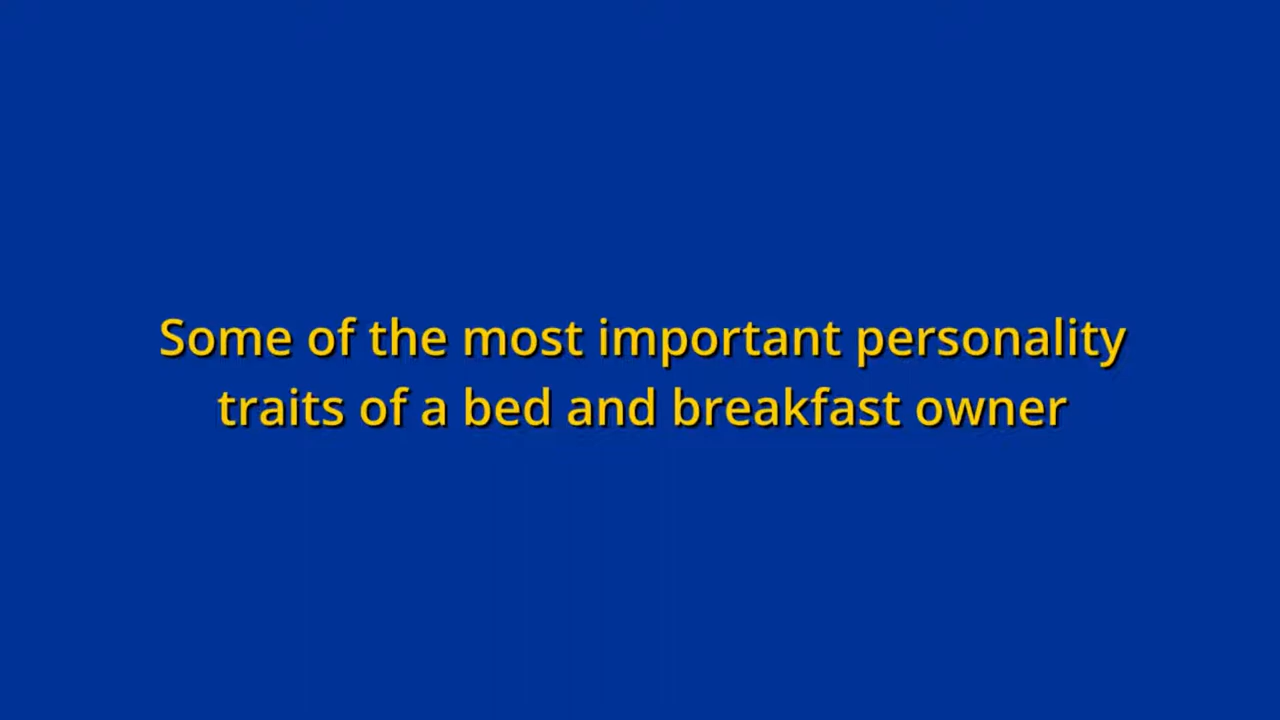 Some of the most important personality
traits of a bed and breakfast owner